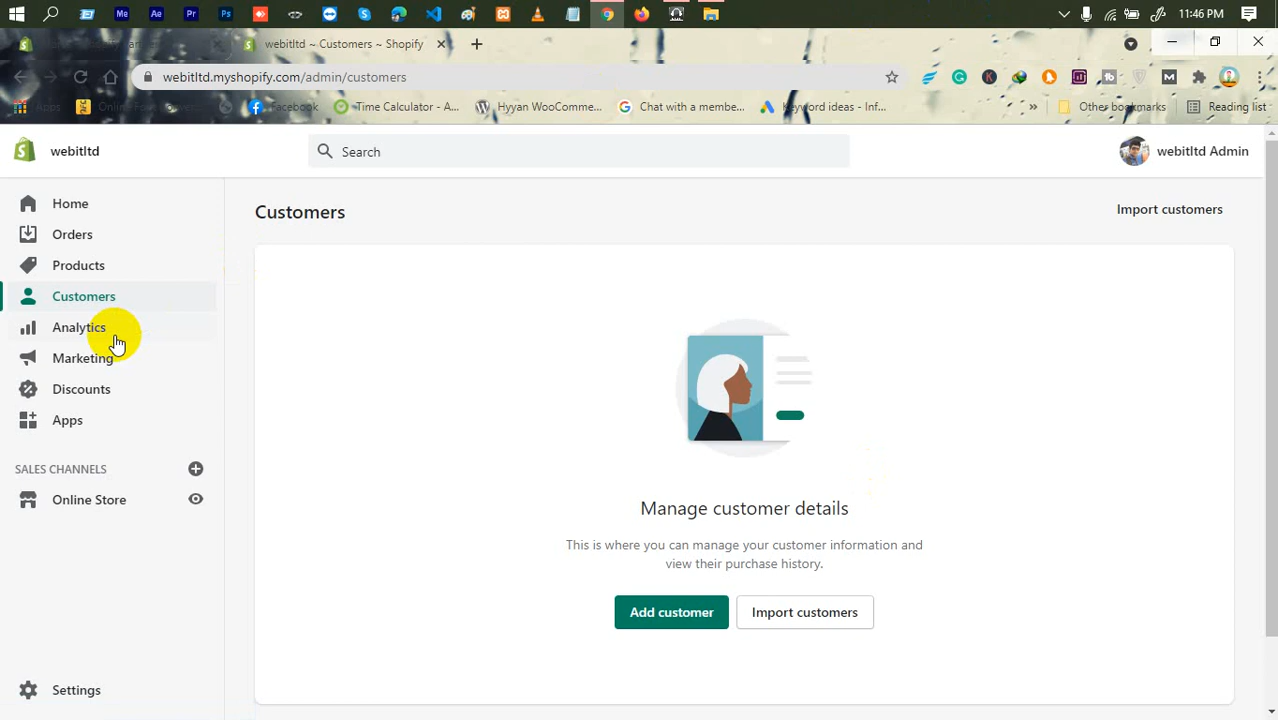 11:46 PM
webitltd ~ Customers ~ Shopify
webitltd.myshopify.com/admin/customers
Apps
Facebook
Time Calculator - A...
Hyyan WooComme...
Chat with a membe...
Keyword ideas - Inf...
Other bookmarks
Reading list
webitltd
Search
webitltd Admin
Home
Orders
Products
Customers
Analytics
Marketing
Discounts
Apps
SALES CHANNELS
Online Store
Settings
Customers
Import customers
Manage customer details
This is where you can manage your customer information and
view their purchase history.
Add customer
Import customers